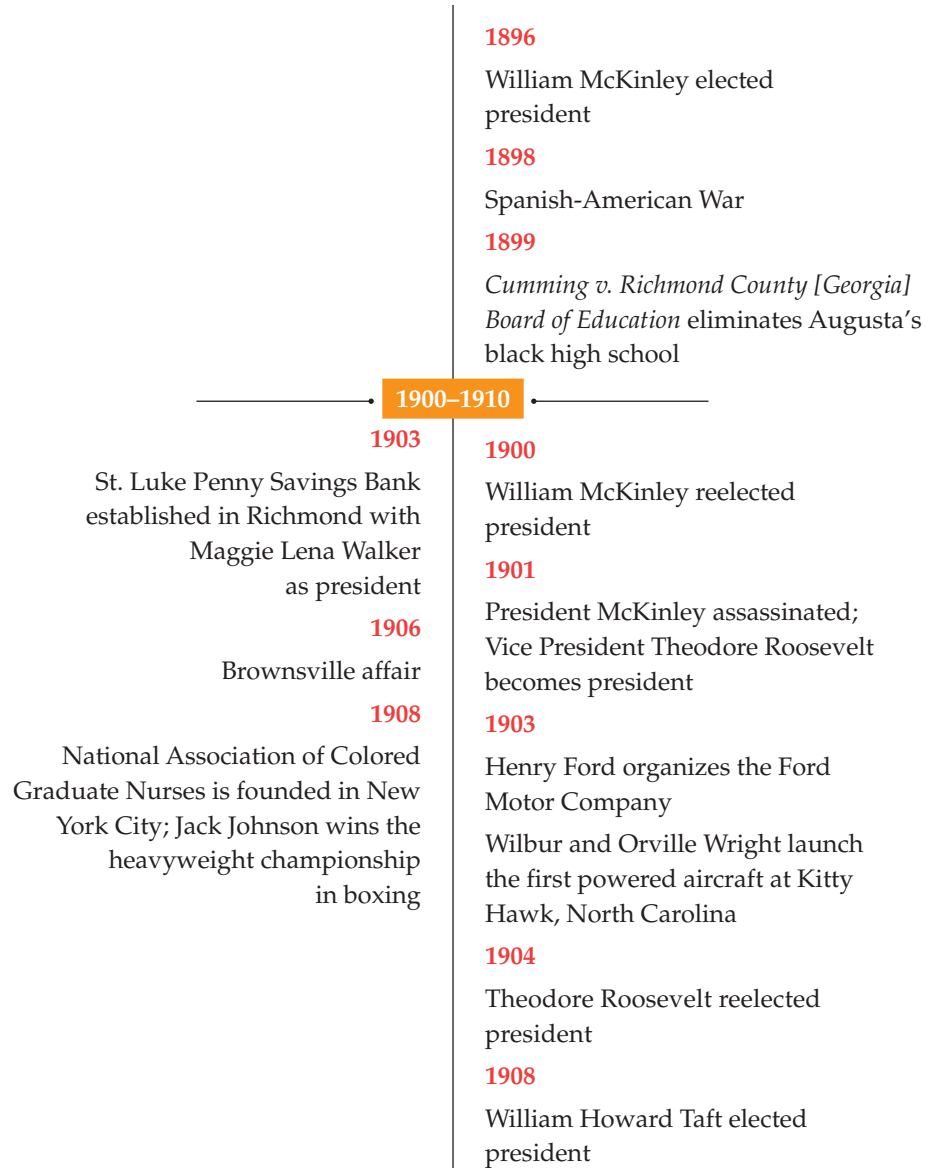 1896
William McKinley elected
president
1898
Spanish-American War
1899
Cumming v. Richmond County [Georgia]
Board of Education eliminates Augusta’s
black high school
1900–1910
1903
St. Luke Penny Savings Bank
established in Richmond with
Maggie Lena Walker
as president
1906
Brownsville affair
1908
National Association of Colored
Graduate Nurses is founded in New
York City; Jack Johnson wins the
heavyweight championship
in boxing
1900
William McKinley reelected
president
1901
President McKinley assassinated;
Vice President Theodore Roosevelt
becomes president
1903
Henry Ford organizes the Ford
Motor Company
Wilbur and Orville Wright launch
the first powered aircraft at Kitty
Hawk, North Carolina
1904
Theodore Roosevelt reelected
president
1908
William Howard Taft elected
president